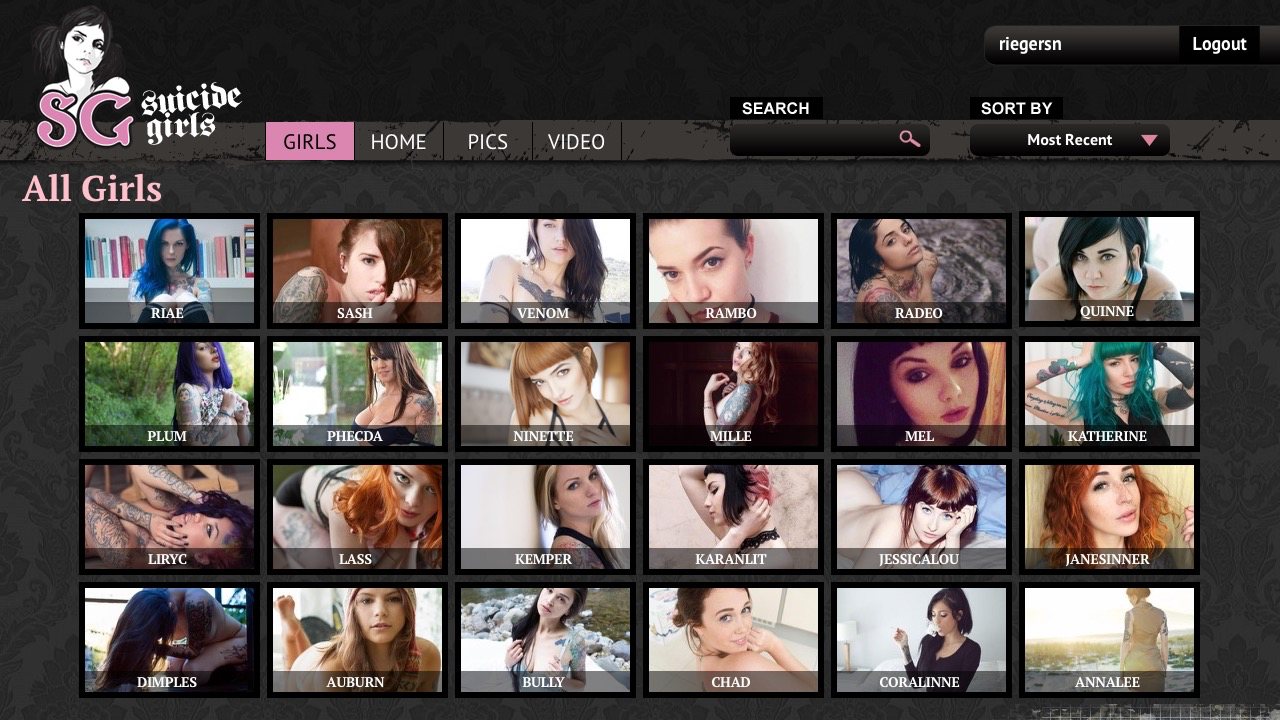 riegersn
Logout
SG suicide
girls
SEARCH
SORT BY
GIRLS
HOME
PICS
VIDEO
Most Recent
All Girls
RIAE
SASH
VENOM
RAMBO
RADEO
QUINNE
PLUM
PHECDA
NINETTE
MILLE
MEL
KATHERINE
LIRYC
LASS
KEMPER
KARANLIT
JESSICALOU
JANESINNER
DIMPLES
AUBURN
BULLY
CHAD
CORALINNE
ANNALEE